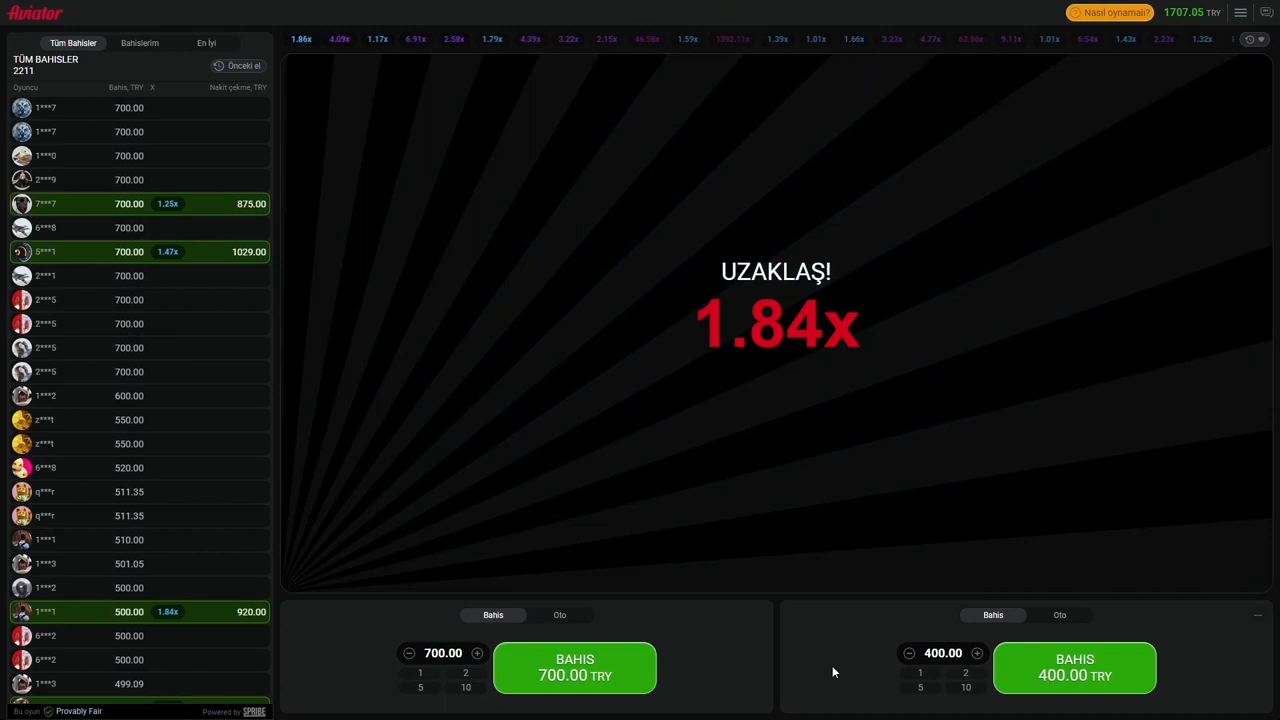 Aviator
Nasıl oynamalı?
1707.05 TRY
Tüm Bahisler Bahislerim En İyi
1.86x 4.09x 1.17x 6.91x 2.58x 1.79x 4.39x 3.22x 2.15x 46.58x 1.59x 1292.11x 1.39x 1.01x 1.66x 3.23x 4.77x 63.96x 9.11x 1.01x 6.54x 1.43x 2.23x 1.32x
TÜM BAHISLER
2211
Önceki el
Oyuncu Bahis, TRY X Nakit çekme, TRY
1***7 700.00
1***7 700.00
1***0 700.00
2***9 700.00
7***7 700.00 1.25x 875.00
6***8 700.00
5***1 700.00 1.47x 1029.00
2***1 700.00
2***5 700.00
2***5 700.00
2***5 700.00
2***5 700.00
1***2 600.00
z***t 550.00
z***t 550.00
6***8 520.00
q***r 511.35
q***r 511.35
1***1 510.00
1***3 501.05
1***2 500.00
1***1 500.00 1.84x 920.00
6***2 500.00
6***2 500.00
1***3 499.09
Bu oyun Provably Fair Powered by SPRIBE
UZAKLAŞ!
1.84x
Bahis Oto
700.00
1 2
5 10
BAHIS
700.00 TRY
Bahis Oto
400.00
1 2
5 10
BAHIS
400.00 TRY